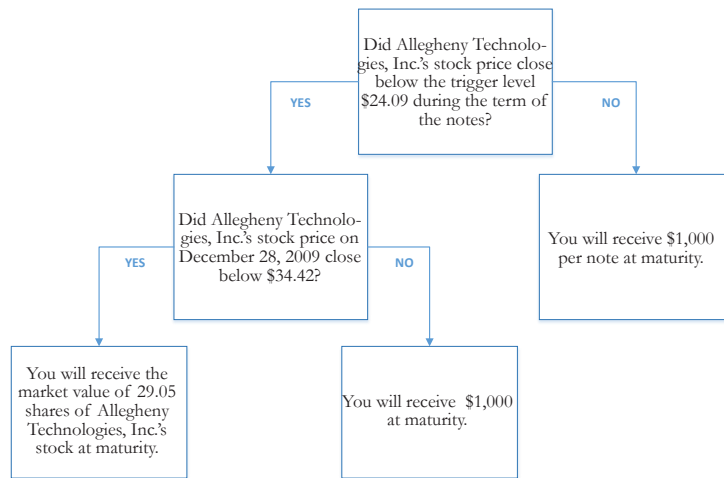 Did Allegheny Technolo-
gies, Inc.'s stock price close
below the trigger level
$24.09 during the term of
the notes?
YES
NO
Did Allegheny Technolo-
gies, Inc.'s stock price on
December 28, 2009 close
below $34.42?
You will receive $1,000
per note at maturity.
YES
NO
You will receive the
market value of 29.05
shares of Allegheny
Technologies, Inc.'s
stock at maturity.
You will receive $1,000
at maturity.